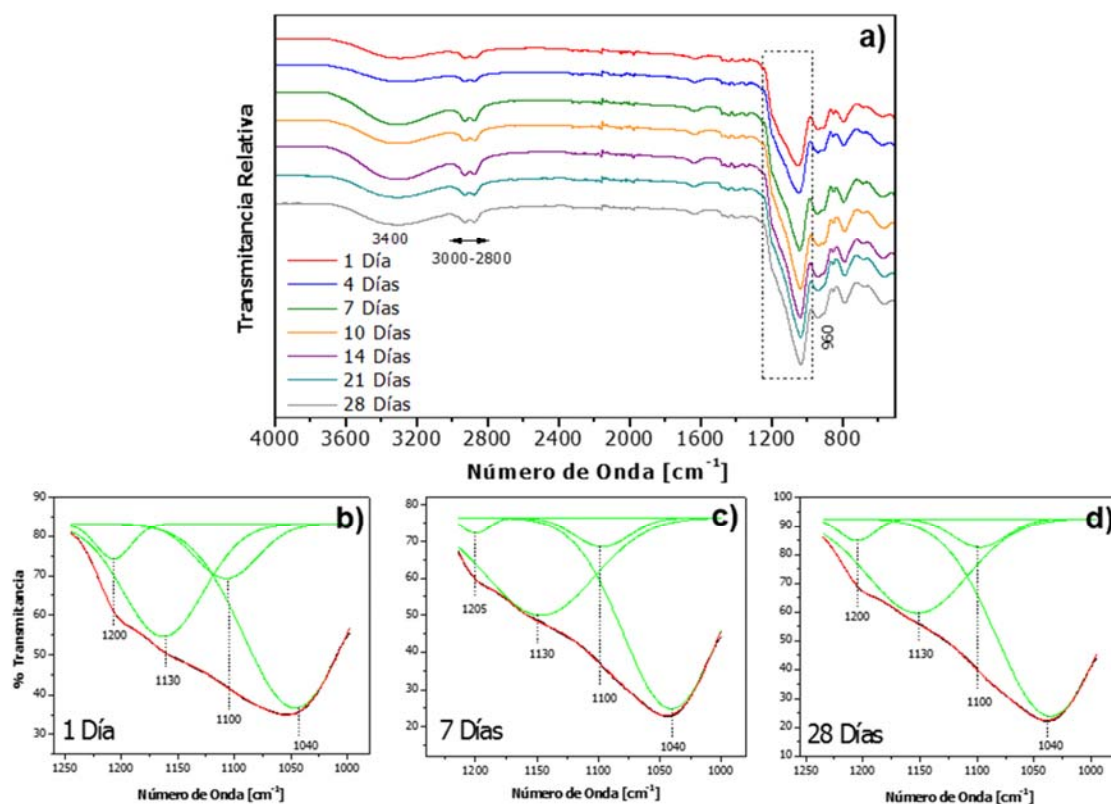 a)
Transmitancia Relativa
3400
3000-2800
960
1 Día
4 Días
7 Días
10 Días
14 Días
21 Días
28 Días
4000 3600 3200 2800 2400 2000 1600 1200 800
Número de Onda [cm⁻¹]
b)
% Transmitancia
90
80
70
60
50
40
30
1200
1130
1100
1040
1 Día
1250 1200 1150 1100 1050 1000
Número de Onda [cm⁻¹]
c)
80
70
60
50
40
30
20
1205
1130
1100
1040
7 Días
1200 1150 1100 1050 1000
Número de Onda [cm⁻¹]
d)
100
90
80
70
60
50
40
30
20
10
1200
1130
1100
1040
28 Días
1250 1200 1150 1100 1050 1000
Número de Onda [cm⁻¹]